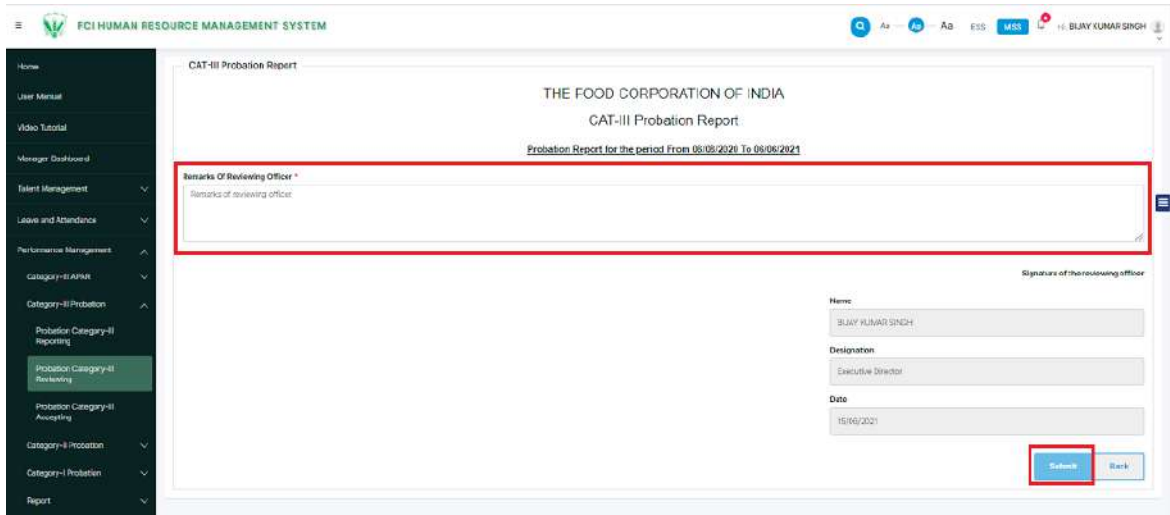 FCI HUMAN RESOURCE MANAGEMENT SYSTEM
Aa Aa Aa ESS MSS Hi, BIJAY KUMAR SINGH
Home
User Manual
Video Tutorial
Manager Dashboard
Talent Management
Leave and Attendance
Performance Management
Category-III APAR
Category-III Probation
Probation Category-III
Reporting
Probation Category-III
Reviewing
Probation Category-III
Accepting
Category-II Probation
Category-I Probation
Report
CAT-III Probation Report
THE FOOD CORPORATION OF INDIA
CAT-III Probation Report
Probation Report for the period From 06/08/2020 To 06/06/2021
Remarks Of Reviewing Officer *
Remarks of reviewing officer
Signature of the reviewing officer
Name
BIJAY KUMAR SINGH
Designation
Executive Director
Date
15/06/2021
Submit Back